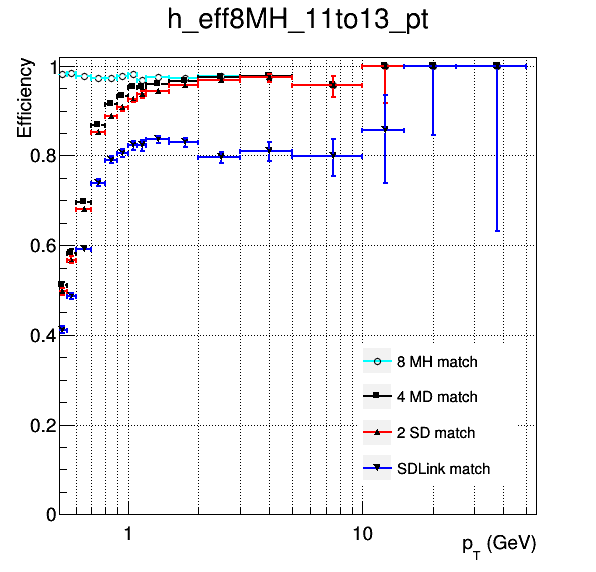 h_eff8MH_11to13_pt
Efficiency
1
0.8
0.6
0.4
0.2
0
8 MH match
4 MD match
2 SD match
SDLink match
1
10
p_T (GeV)